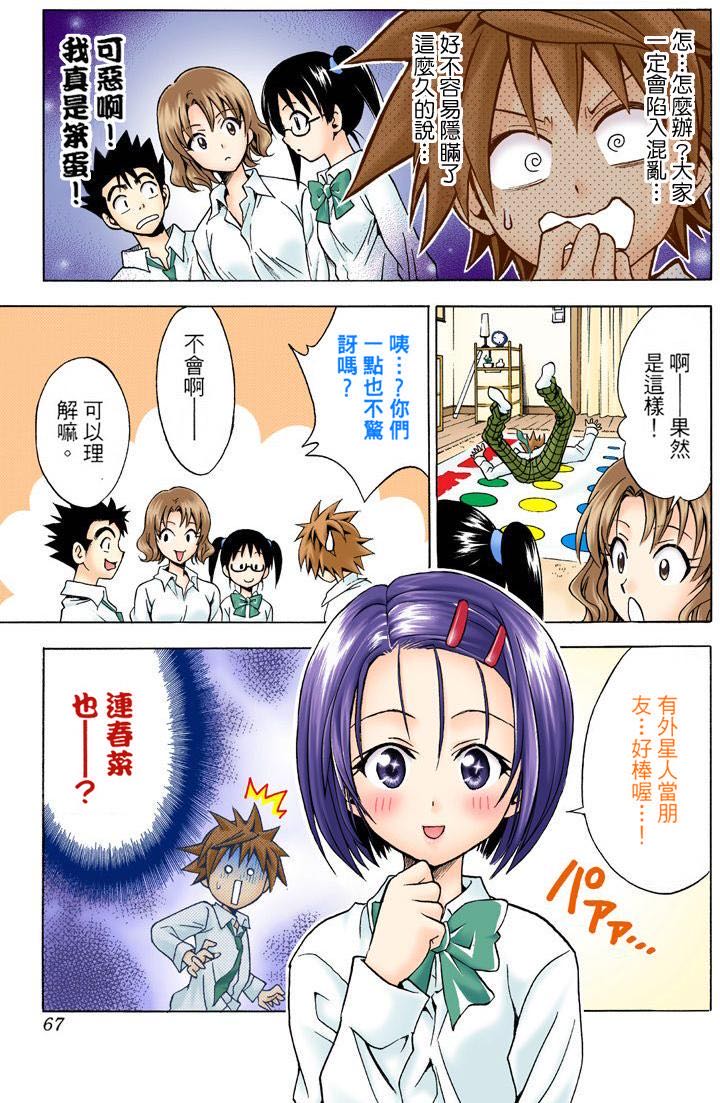 怎…怎麼辦？大家
一定會陷入混亂…
好不容易隱瞞了
這麼久的說…
可惡啊！
我真是笨蛋！
啊——果然
是這樣！
咦…？你們
一點也不驚
訝嗎？
不會啊——
可以理
解嘛。
有外星人當朋
友…好棒喔…！
パアァ…
連春菜
也——？
67